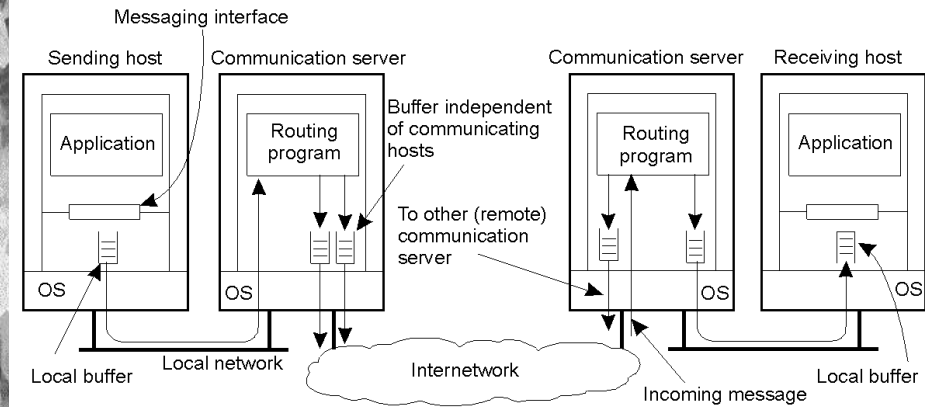 Messaging interface
Sending host
Communication server
Communication server
Receiving host
Application
Routing
program
Buffer independent
of communicating
hosts
To other (remote)
communication
server
Routing
program
Application
OS
OS
OS
OS
Local buffer
Local network
Internetwork
Incoming message
Local buffer